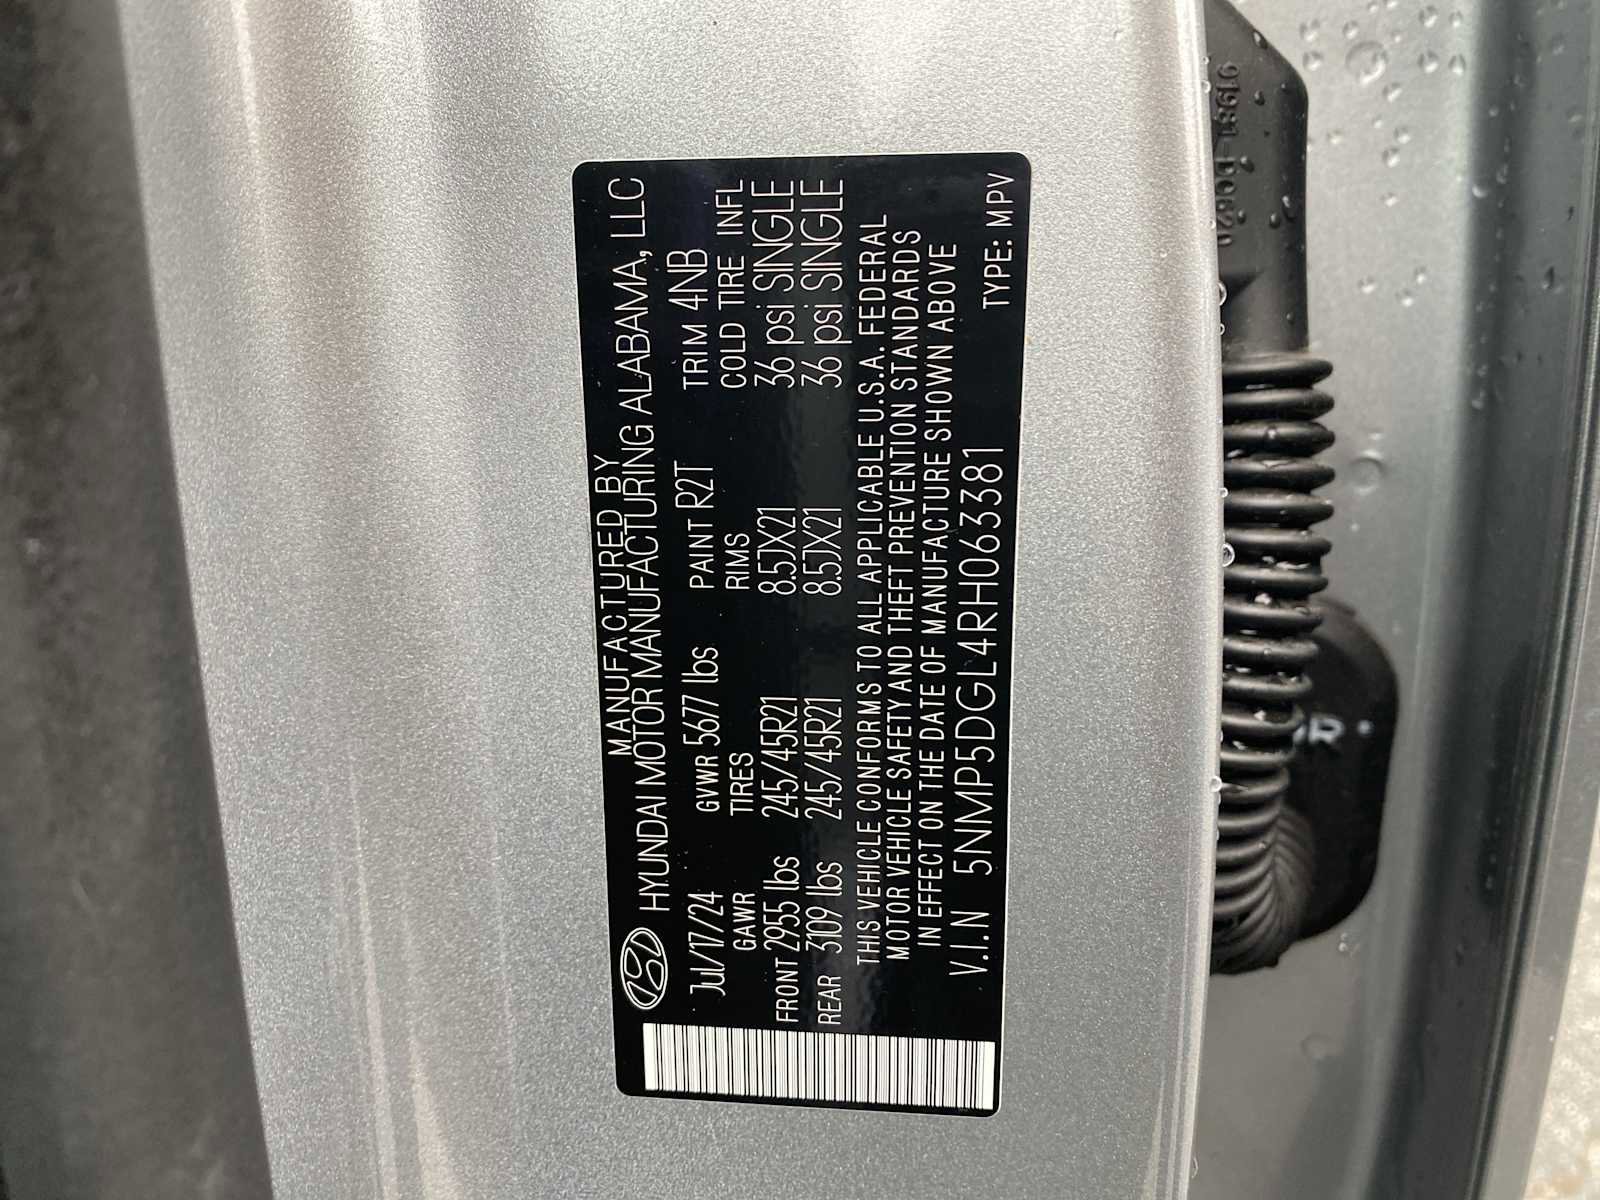 MANUFACTURED BY
HYUNDAI MOTOR MANUFACTURING ALABAMA, LLC
Jul/17/24 GVWR 5677 lbs PAINT R2T TRIM 4NB
GAWR TIRES RIMS COLD TIRE INFL
FRONT 2955 lbs 245/45R21 8.5JX21 36 psi SINGLE
REAR 3109 lbs 245/45R21 8.5JX21 36 psi SINGLE
THIS VEHICLE CONFORMS TO ALL APPLICABLE U.S.A. FEDERAL
MOTOR VEHICLE SAFETY AND THEFT PREVENTION STANDARDS
IN EFFECT ON THE DATE OF MANUFACTURE SHOWN ABOVE
V.I.N 5NMP5DGL4RH063381 TYPE: MPV
91981-P0620